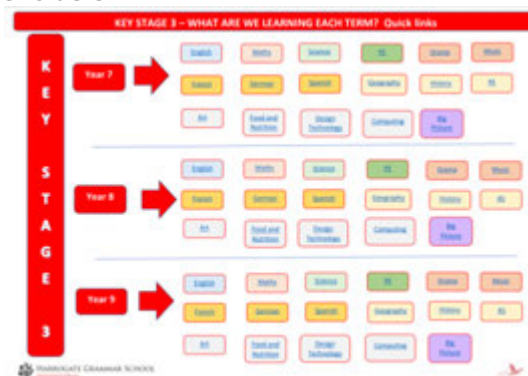 KEY STAGE 3 – WHAT ARE WE LEARNING EACH TERM? Quick links
KEY STAGE 3
Year 7
English Maths Science PE Drama Music
French German Spanish Geography History RS
Art Food and Nutrition Design Technology Computing Big Picture
Year 8
English Maths Science PE Drama Music
French German Spanish Geography History RS
Art Food and Nutrition Design Technology Computing Big Picture
Year 9
English Maths Science PE Drama Music
French German Spanish Geography History RS
Art Food and Nutrition Design Technology Computing Big Picture
HARROGATE GRAMMAR SCHOOL